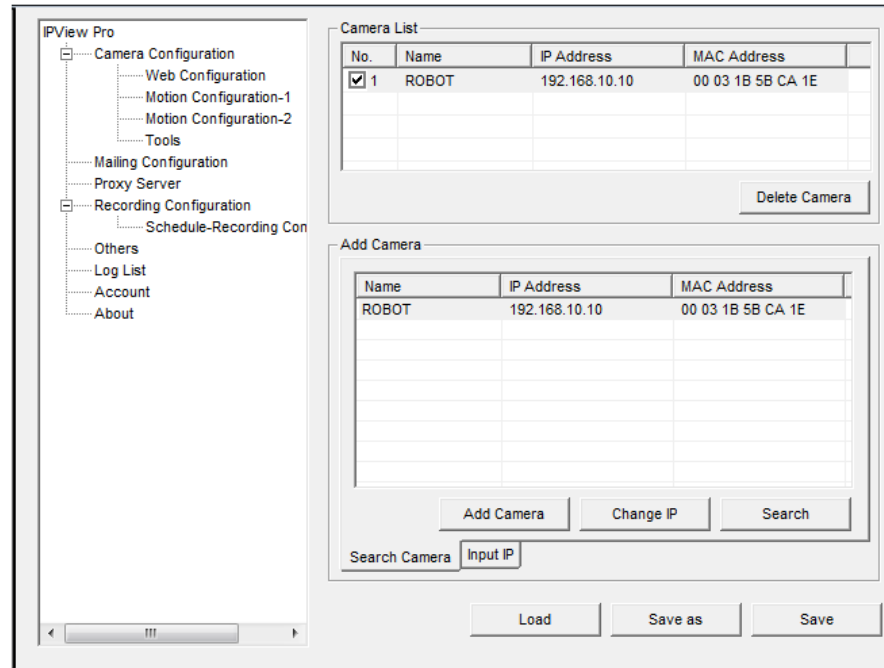 IPView Pro
Camera Configuration
Web Configuration
Motion Configuration-1
Motion Configuration-2
Tools
Mailing Configuration
Proxy Server
Recording Configuration
Schedule-Recording Con
Others
Log List
Account
About
Camera List
No. Name IP Address MAC Address
1 ROBOT 192.168.10.10 00 03 1B 5B CA 1E
Delete Camera
Add Camera
Name IP Address MAC Address
ROBOT 192.168.10.10 00 03 1B 5B CA 1E
Add Camera Change IP Search
Search Camera Input IP
Load Save as Save